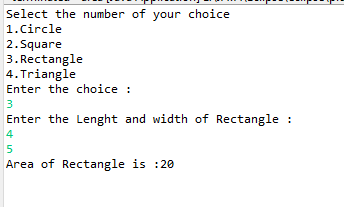 Select the number of your choice
1.Circle
2.Square
3.Rectangle
4.Triangle
Enter the choice :
3
Enter the Lenght and width of Rectangle :
4
5
Area of Rectangle is :20